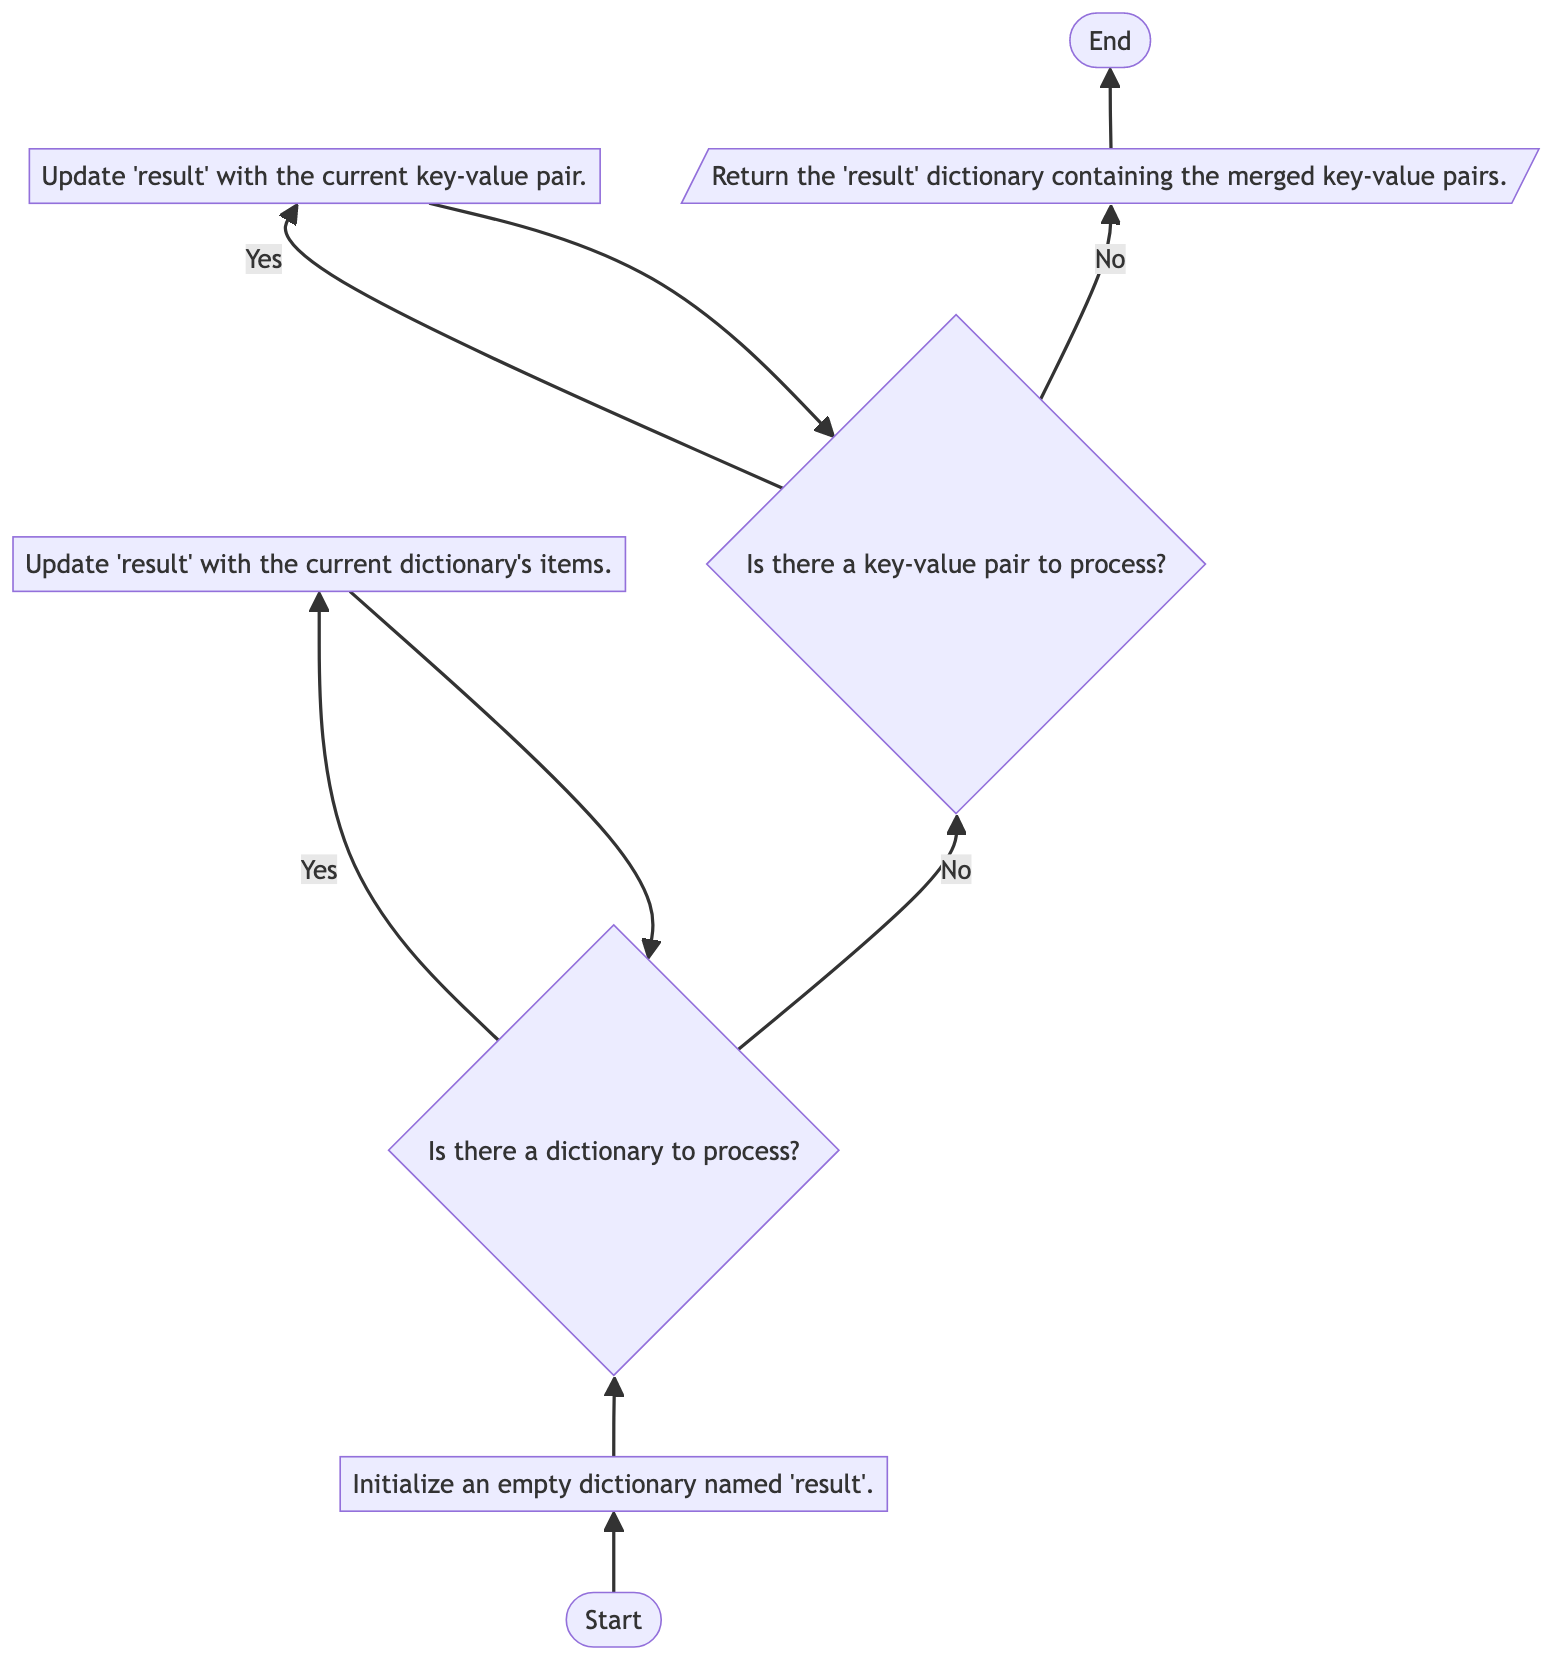 End
Update 'result' with the current key-value pair.
Return the 'result' dictionary containing the merged key-value pairs.
Yes
No
Is there a key-value pair to process?
Update 'result' with the current dictionary's items.
Yes
No
Is there a dictionary to process?
Initialize an empty dictionary named 'result'.
Start